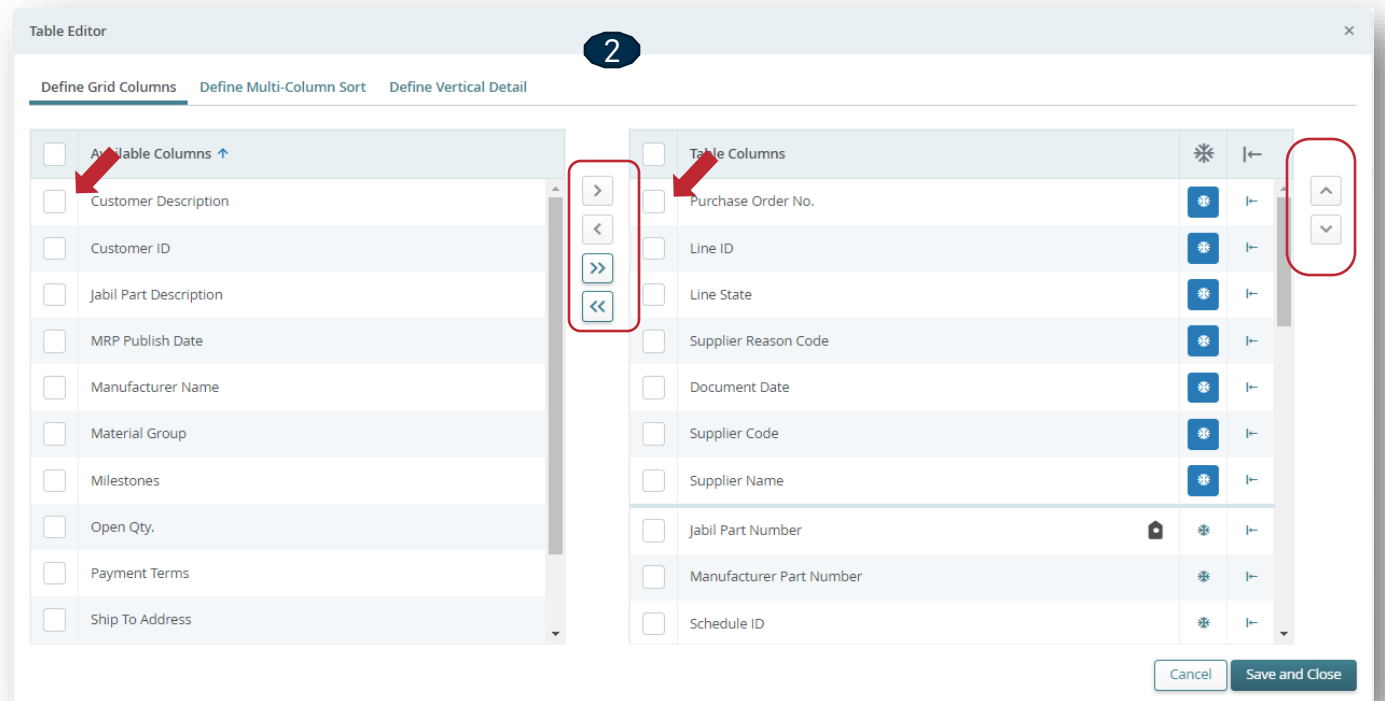 Table Editor
2
Define Grid Columns Define Multi-Column Sort Define Vertical Detail
Available Columns
Customer Description
Customer ID
Jabil Part Description
MRP Publish Date
Manufacturer Name
Material Group
Milestones
Open Qty.
Payment Terms
Ship To Address
Table Columns
Purchase Order No.
Line ID
Line State
Supplier Reason Code
Document Date
Supplier Code
Supplier Name
Jabil Part Number
Manufacturer Part Number
Schedule ID
Cancel
Save and Close